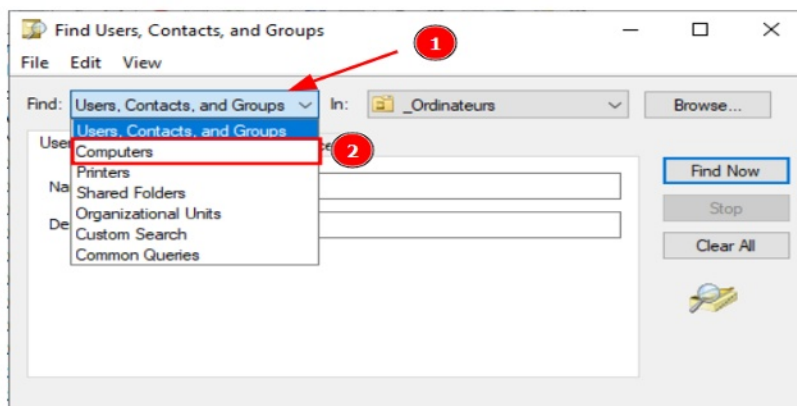 Find Users, Contacts, and Groups
1
File Edit View
Find: Users, Contacts, and Groups In: _Ordinateurs Browse...
Users, Contacts, and Groups
Computers
2
Printers
Shared Folders
Organizational Units
Custom Search
Common Queries
Find Now
Stop
Clear All